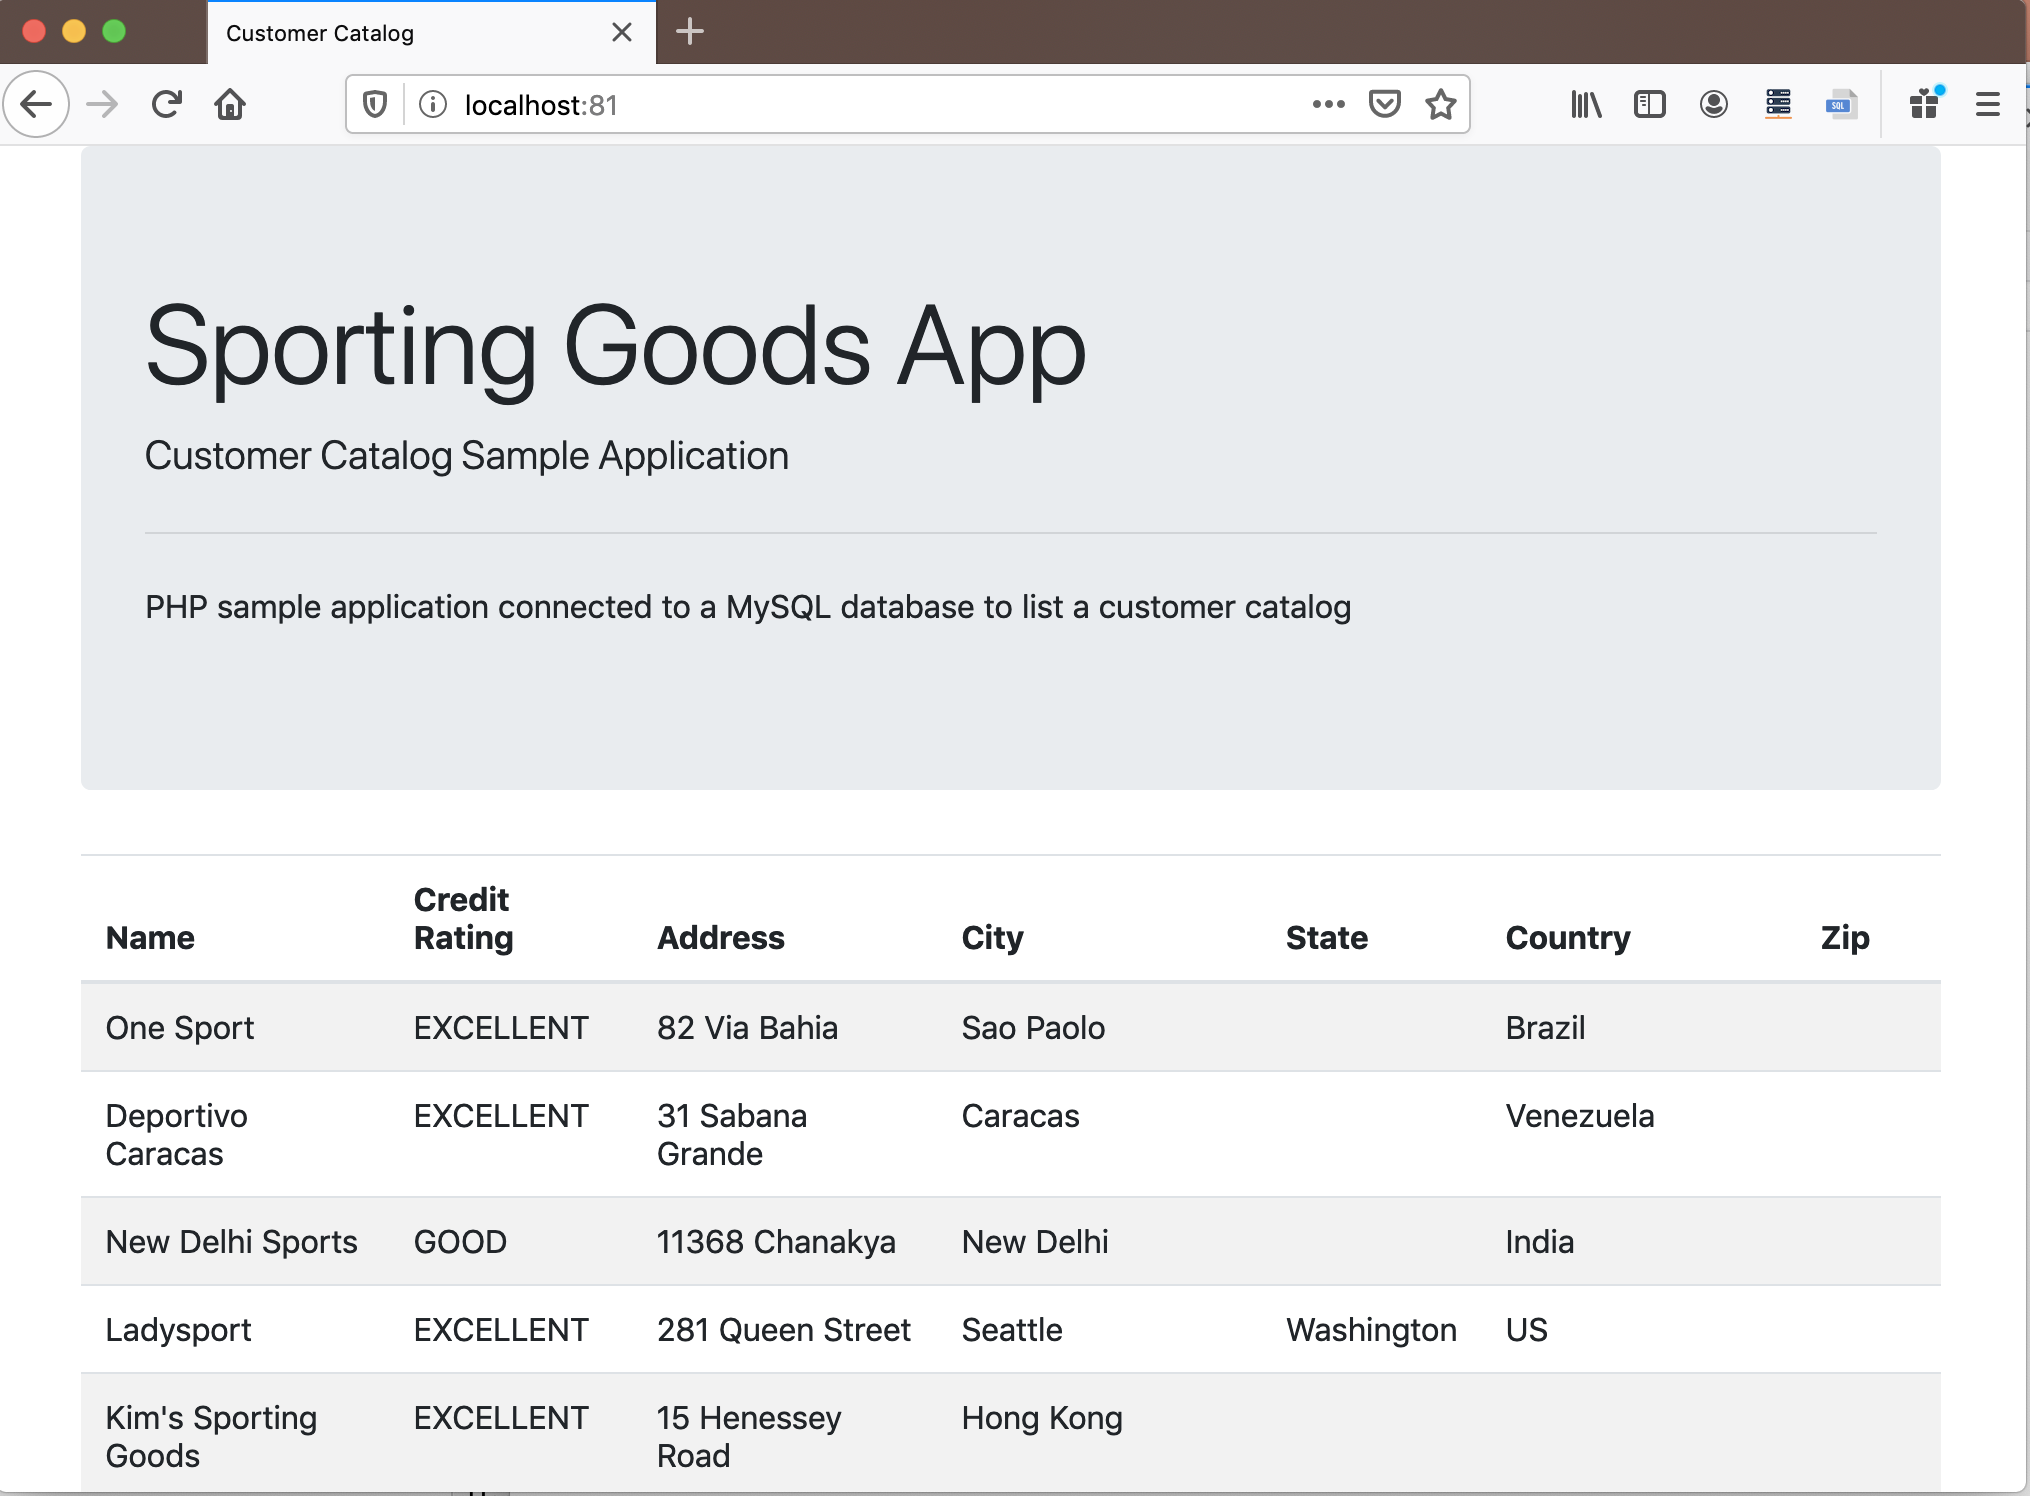 Customer Catalog
localhost:81
SQL
Sporting Goods App
Customer Catalog Sample Application
PHP sample application connected to a MySQL database to list a customer catalog
Name Credit Rating Address City State Country Zip
One Sport EXCELLENT 82 Via Bahia Sao Paolo Brazil
Deportivo Caracas EXCELLENT 31 Sabana Grande Caracas Venezuela
New Delhi Sports GOOD 11368 Chanakya New Delhi India
Ladysport EXCELLENT 281 Queen Street Seattle Washington US
Kim's Sporting Goods EXCELLENT 15 Henessey Road Hong Kong